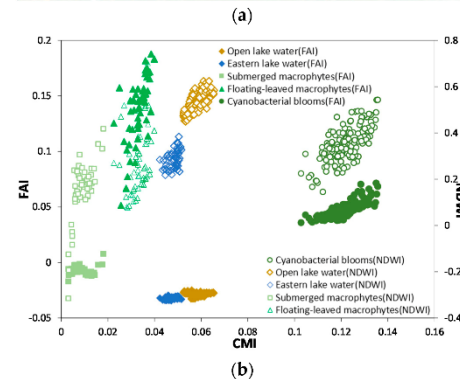 (a)
0.2
0.15
0.1
0.05
0
-0.05
FAI
Open lake water(FAI)
Eastern lake water(FAI)
Submerged macrophytes(FAI)
Floating-leaved macrophytes(FAI)
Cyanobacterial blooms(FAI)
Cyanobacterial blooms(NDWI)
Open lake water(NDWI)
Eastern lake water(NDWI)
Submerged macrophytes(NDWI)
Floating-leaved macrophytes(NDWI)
0.8
0.6
0.4
0.2
0
-0.2
-0.4
NDWI
0 0.02 0.04 0.06 0.08 0.1 0.12 0.14 0.16
CMI
(b)